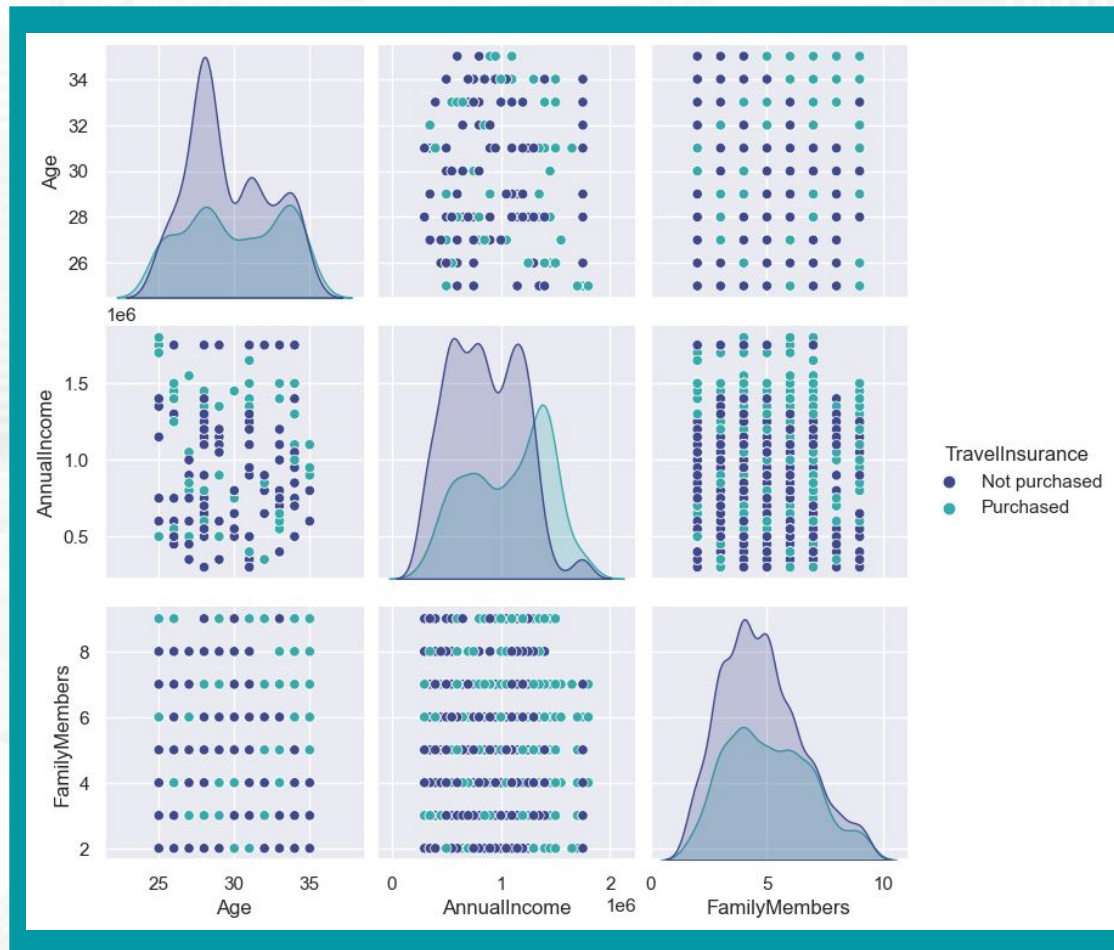 34
32
30
28
26
Age
1e6
1.5
1.0
0.5
AnnualIncome
TravelInsurance
Not purchased
Purchased
8
6
4
2
FamilyMembers
25 30 35
Age
0 1 2
1e6
AnnualIncome
0 5 10
FamilyMembers